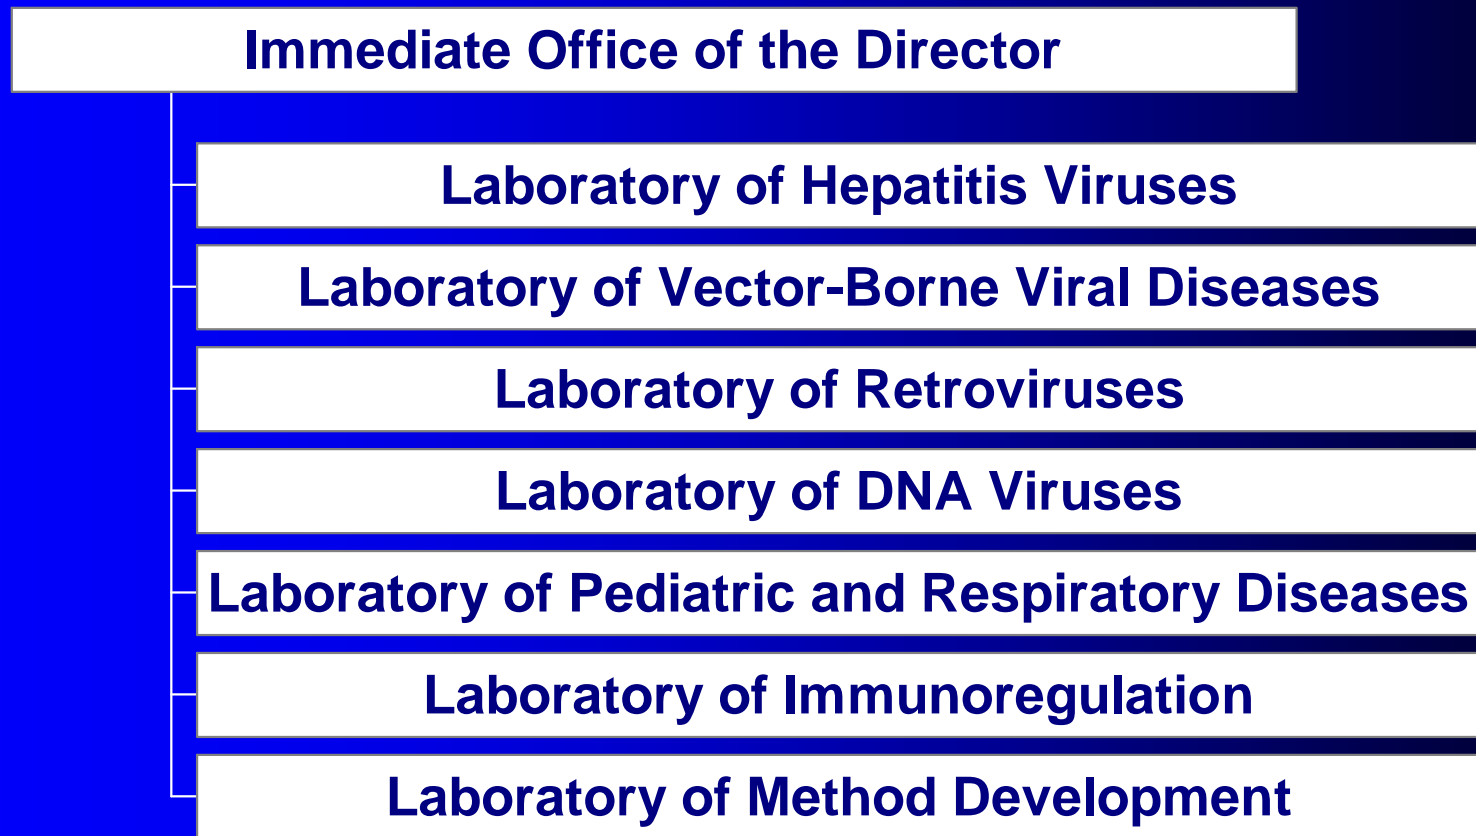 Immediate Office of the Director
Laboratory of Hepatitis Viruses
Laboratory of Vector-Borne Viral Diseases
Laboratory of Retroviruses
Laboratory of DNA Viruses
Laboratory of Pediatric and Respiratory Diseases
Laboratory of Immunoregulation
Laboratory of Method Development